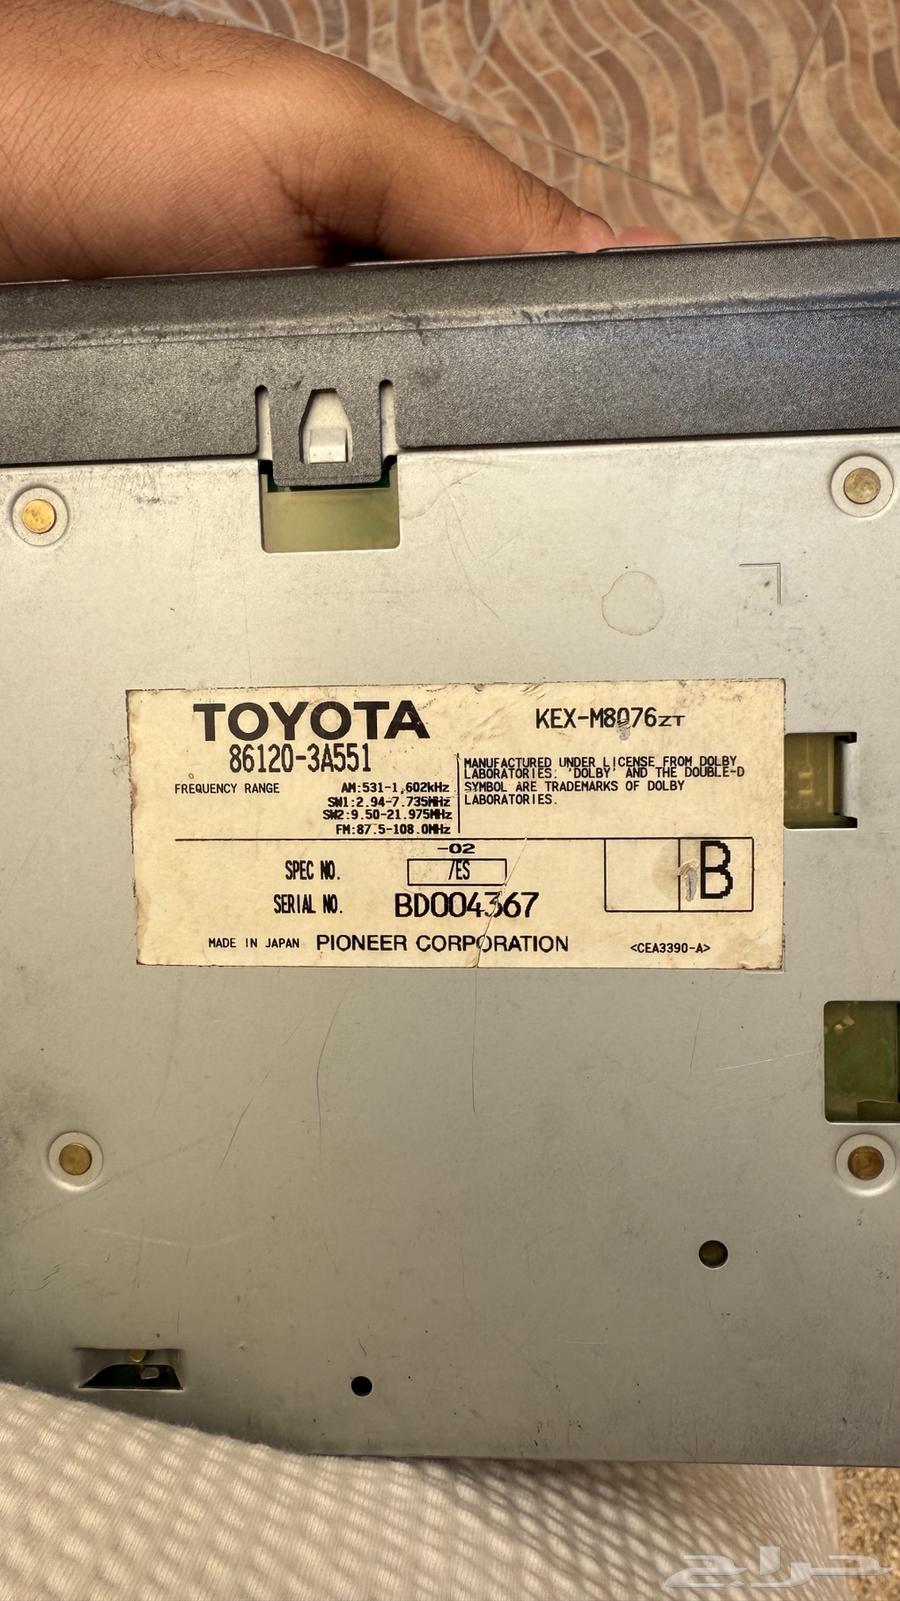 TOYOTA
KEX-M8076ZT
86120-3A551
FREQUENCY RANGE
AM:531-1,602kHz
SW1:2.94-7.735MHz
SW2:9.50-21.975MHz
FM:87.5-108.0MHz
MANUFACTURED UNDER LICENSE FROM DOLBY
LABORATORIES. 'DOLBY' AND THE DOUBLE-D
SYMBOL ARE TRADEMARKS OF DOLBY
LABORATORIES.
-02
SPEC NO. /ES
B
SERIAL NO. BD004367
MADE IN JAPAN PIONEER CORPORATION <CEA3390-A>
حراج